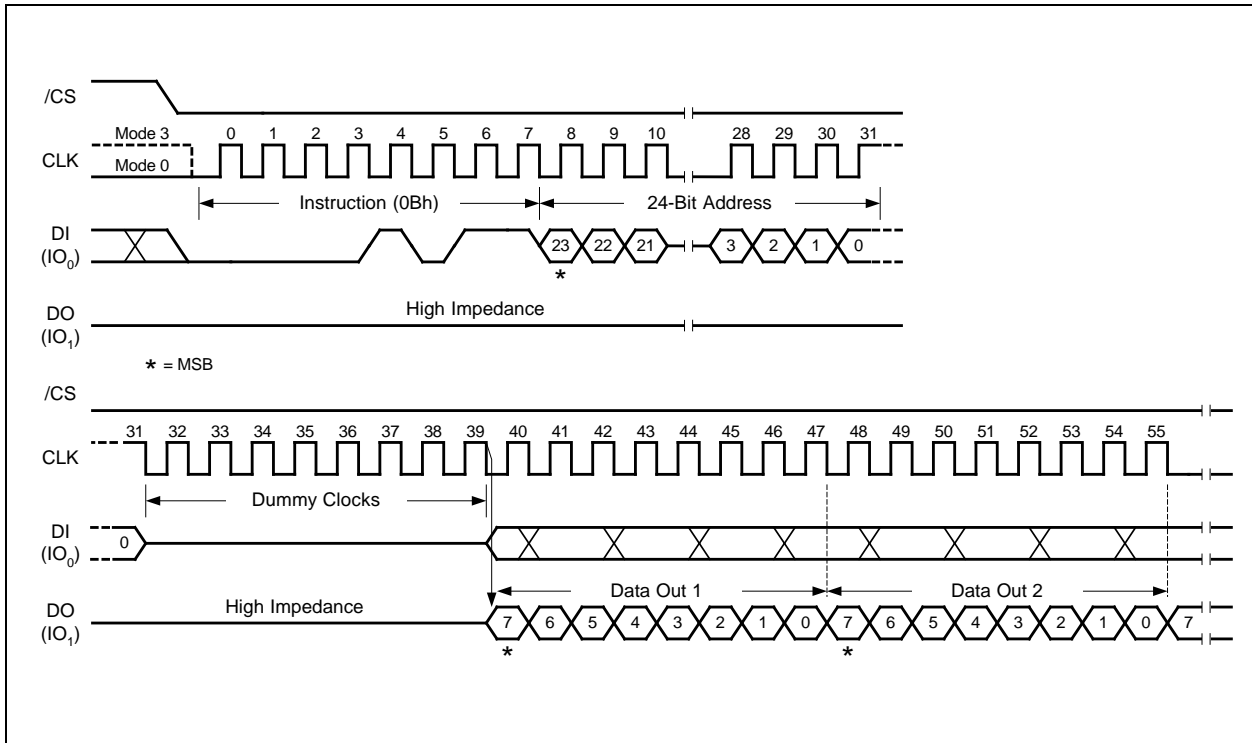 /CS
Mode 3 0 1 2 3 4 5 6 7 8 9 10 28 29 30 31
CLK
Mode 0
Instruction (0Bh) 24-Bit Address
DI
(IO0)
23 22 21 3 2 1 0
*
High Impedance
DO
(IO1)
* = MSB
/CS
31 32 33 34 35 36 37 38 39 40 41 42 43 44 45 46 47 48 49 50 51 52 53 54 55
CLK
Dummy Clocks
DI
(IO0)
0
Data Out 1 Data Out 2
High Impedance
DO
(IO1)
7 6 5 4 3 2 1 0 7 6 5 4 3 2 1 0 7
* *